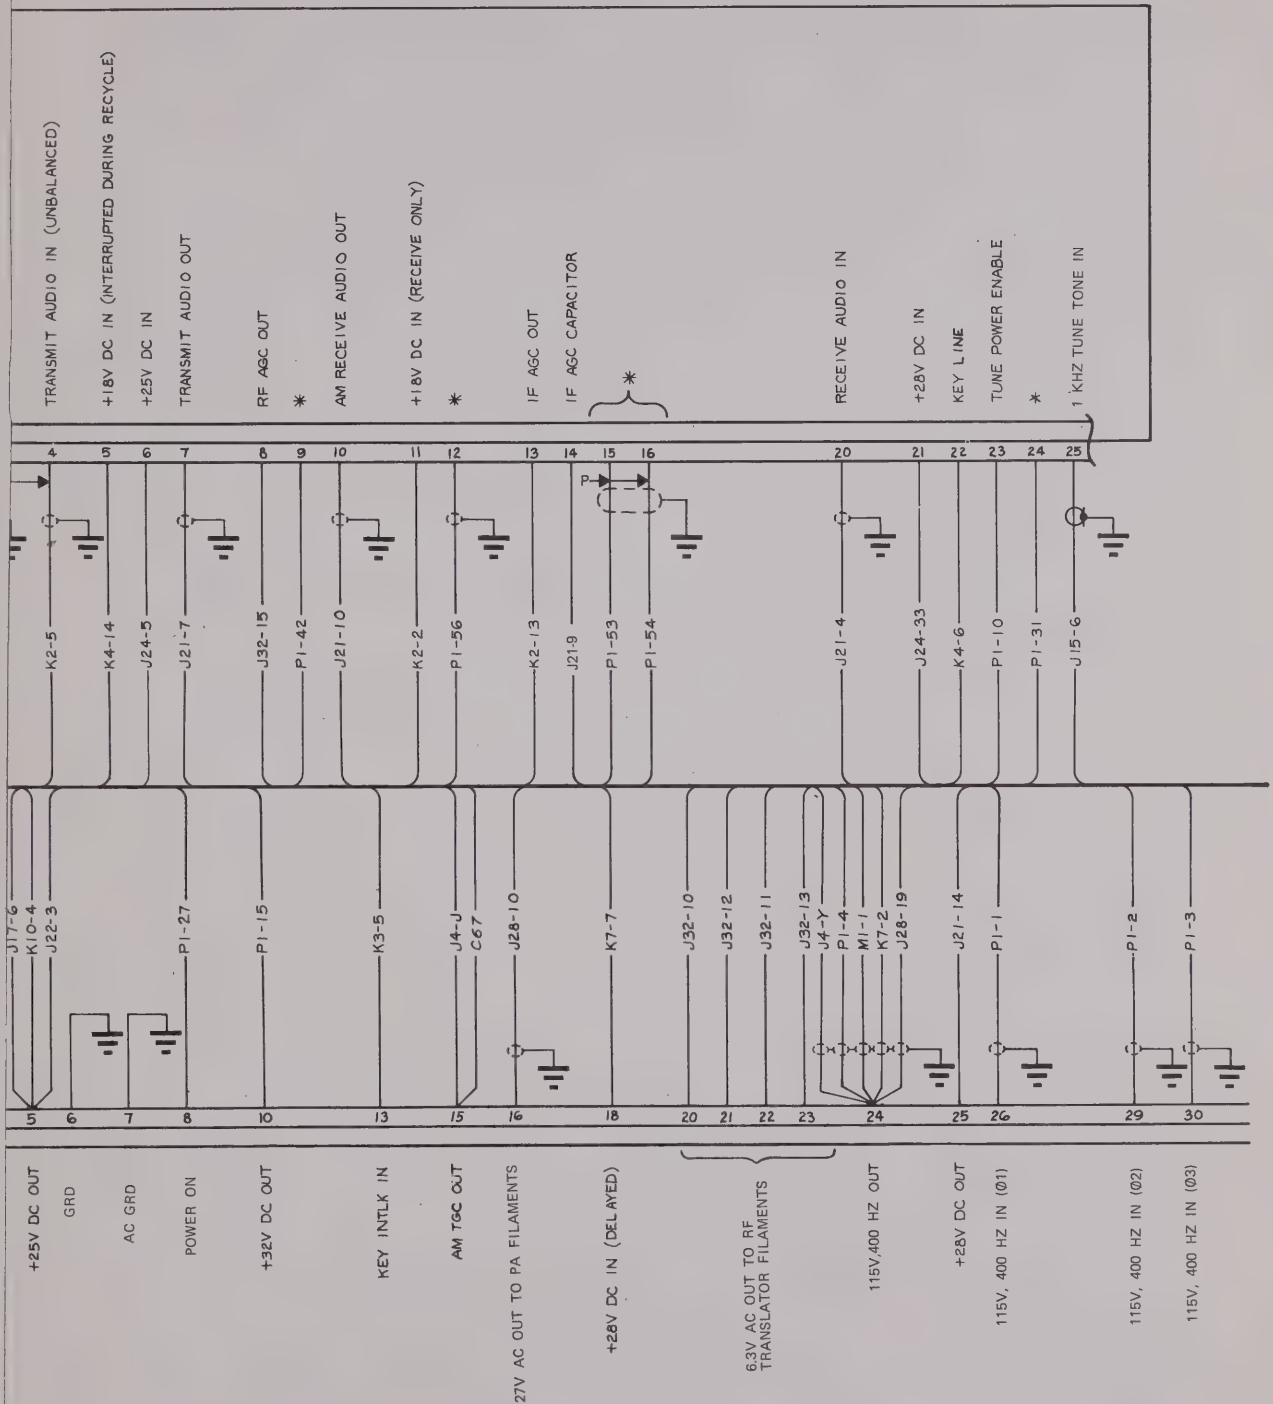 TRANSMIT AUDIO IN (UNBALANCED)
+18V DC IN (INTERRUPTED DURING RECYCLE)
+25V DC IN
TRANSMIT AUDIO OUT
RF AGC OUT
*
AM RECEIVE AUDIO OUT
+18V DC IN (RECEIVE ONLY)
*
IF AGC OUT
IF AGC CAPACITOR
*
RECEIVE AUDIO IN
+28V DC IN
KEY LINE
TUNE POWER ENABLE
*
1 KHZ TUNE TONE IN
4
5
6
7
8
9
10
11
12
13
14
15
16
20
21
22
23
24
25
P
K2-5
K4-14
J24-5
J21-7
J32-15
P1-42
J21-10
K2-2
P1-56
K2-13
J21-9
P1-53
P1-54
J21-4
J24-33
K4-6
P1-10
P1-31
J15-6
J17-6
K10-4
J22-3
P1-27
P1-15
K3-5
J4-J
C67
J28-10
K7-7
J32-10
J32-12
J32-11
J32-13
J4-Y
P1-4
M1-1
K7-2
J28-19
J21-14
P1-1
P1-2
P1-3
5
6
7
8
10
13
15
16
18
20
21
22
23
24
25
26
29
30
+25V DC OUT
GRD
AC GRD
POWER ON
+32V DC OUT
KEY INTLK IN
AM TGC OUT
27V AC OUT TO PA FILAMENTS
+28V DC IN (DELAYED)
6.3V AC OUT TO RF
TRANSLATOR FILAMENTS
115V,400 HZ OUT
+28V DC OUT
115V, 400 HZ IN (Ø1)
115V, 400 HZ IN (Ø2)
115V, 400 HZ IN (Ø3)